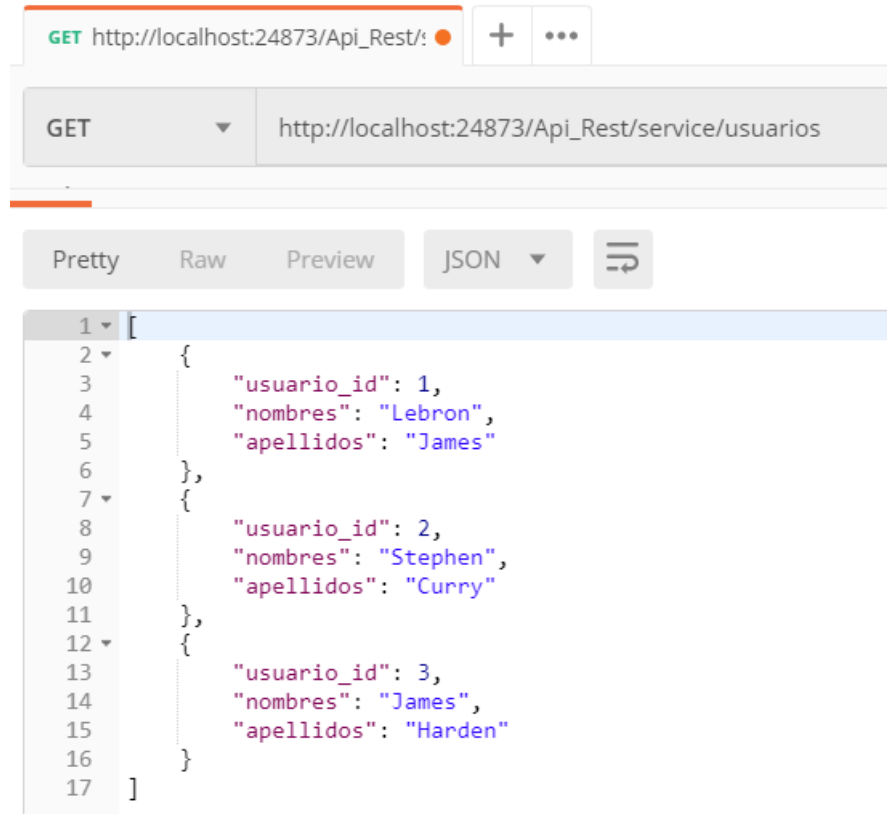 GET http://localhost:24873/Api_Rest/
GET http://localhost:24873/Api_Rest/service/usuarios
Pretty Raw Preview JSON
1 [
2 {
3 "usuario_id": 1,
4 "nombres": "Lebron",
5 "apellidos": "James"
6 },
7 {
8 "usuario_id": 2,
9 "nombres": "Stephen",
10 "apellidos": "Curry"
11 },
12 {
13 "usuario_id": 3,
14 "nombres": "James",
15 "apellidos": "Harden"
16 }
17 ]